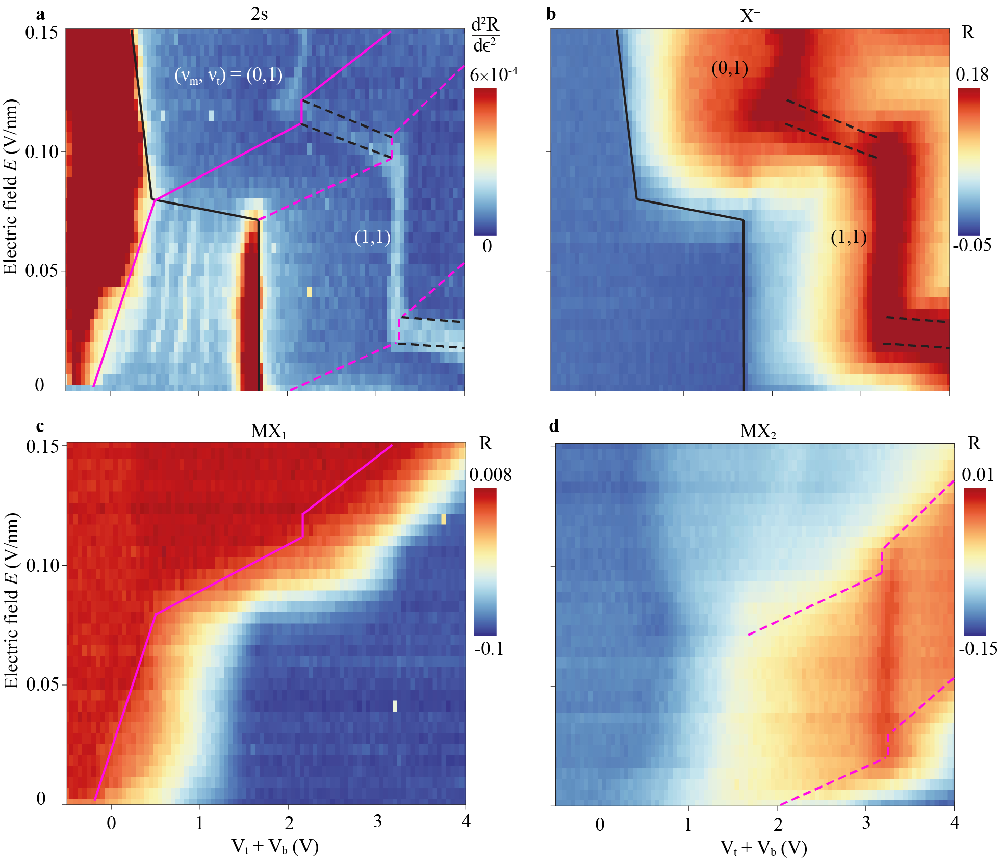 a
2s
d²R
dϵ²
6×10⁻⁴
0
0.15
0.10
0.05
0
Electric field E (V/nm)
(νₘ, νₜ) = (0,1)
(1,1)
b
X⁻
R
0.18
-0.05
(0,1)
(1,1)
c
MX₁
R
0.008
-0.1
0.15
0.10
0.05
0
Electric field E (V/nm)
0 1 2 3 4
Vₜ + V_b (V)
d
MX₂
R
0.01
-0.15
0 1 2 3 4
Vₜ + V_b (V)